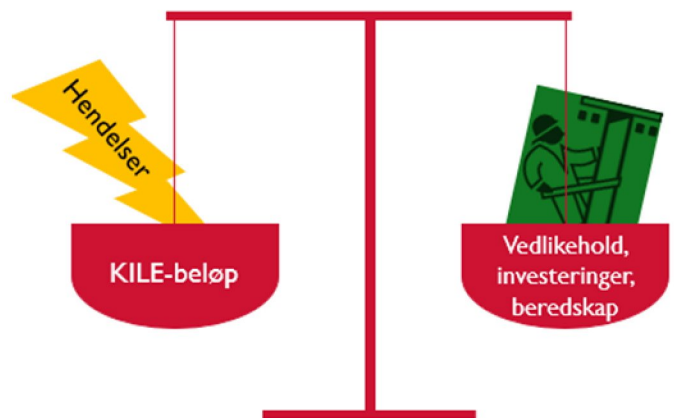 Hendelser
KILE-beløp
Vedlikehold,
investeringer,
beredskap